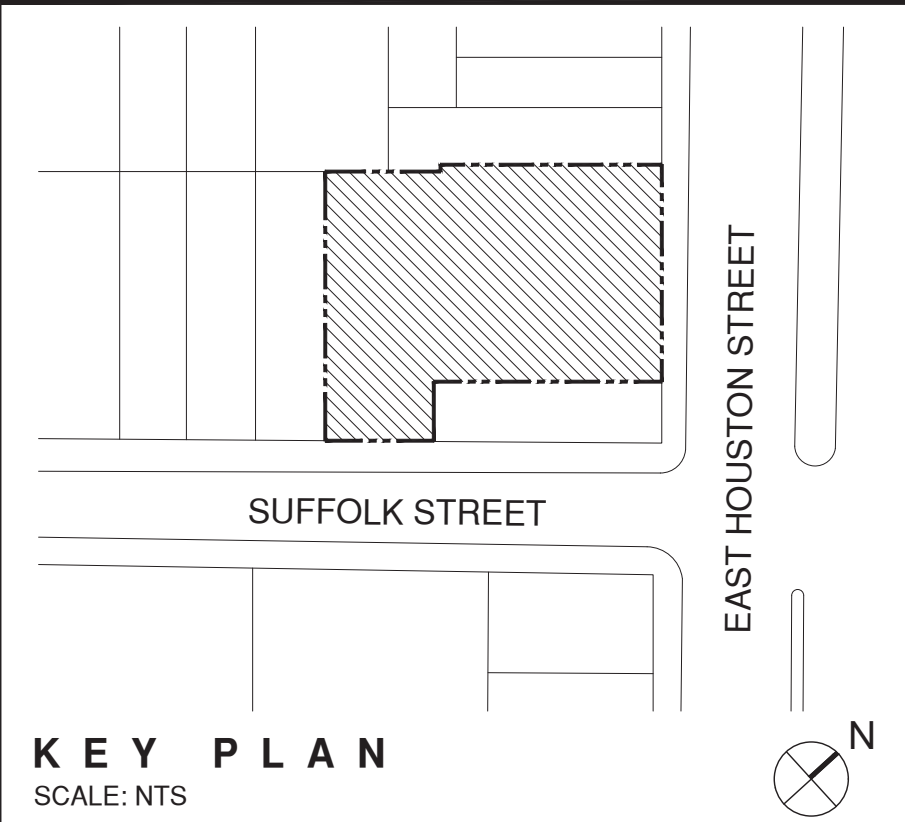 EAST HOUSTON STREET
SUFFOLK STREET
KEY PLAN
SCALE: NTS
N